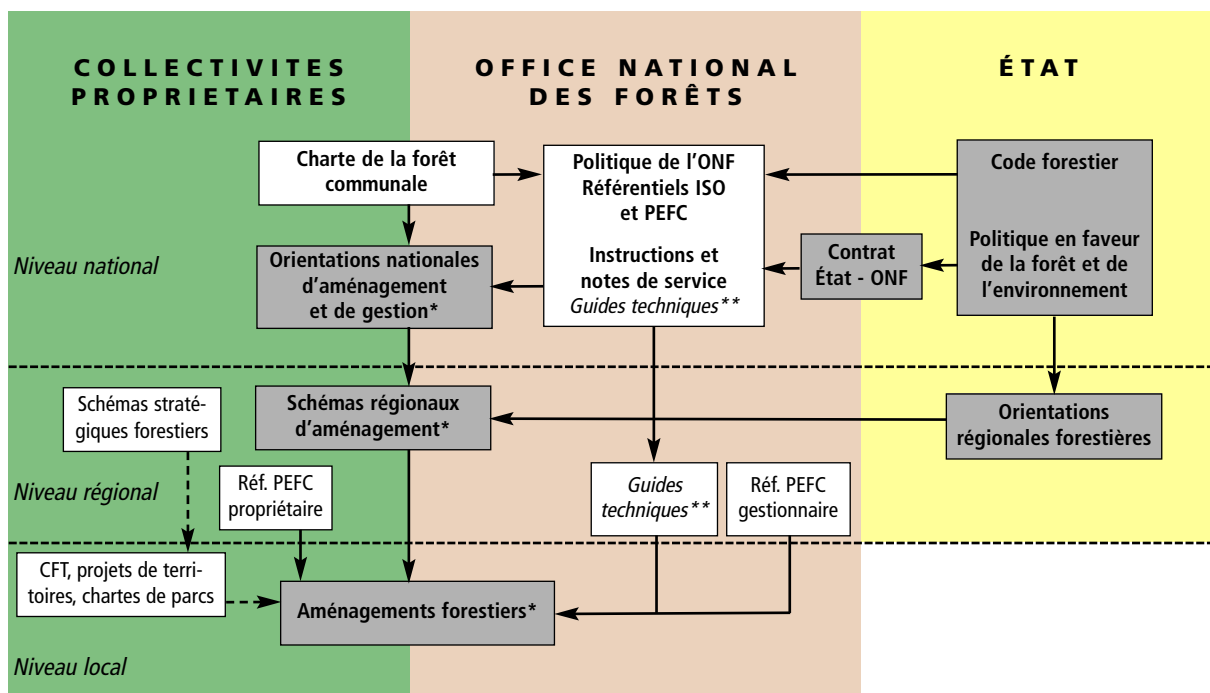 COLLECTIVITES
PROPRIETAIRES
OFFICE NATIONAL
DES FORÊTS
ÉTAT
Niveau national
Charte de la forêt
communale
Orientations nationales
d'aménagement
et de gestion*
Politique de l'ONF
Référentiels ISO
et PEFC
Instructions et
notes de service
Guides techniques**
Contrat
État - ONF
Code forestier
Politique en faveur
de la forêt et de
l'environnement
Niveau régional
Schémas straté-
giques forestiers
Schémas régionaux
d'aménagement*
Orientations
régionales forestières
Réf. PEFC
propriétaire
Guides
techniques**
Réf. PEFC
gestionnaire
CFT, projets de terri-
toires, chartes de parcs
Aménagements forestiers*
Niveau local